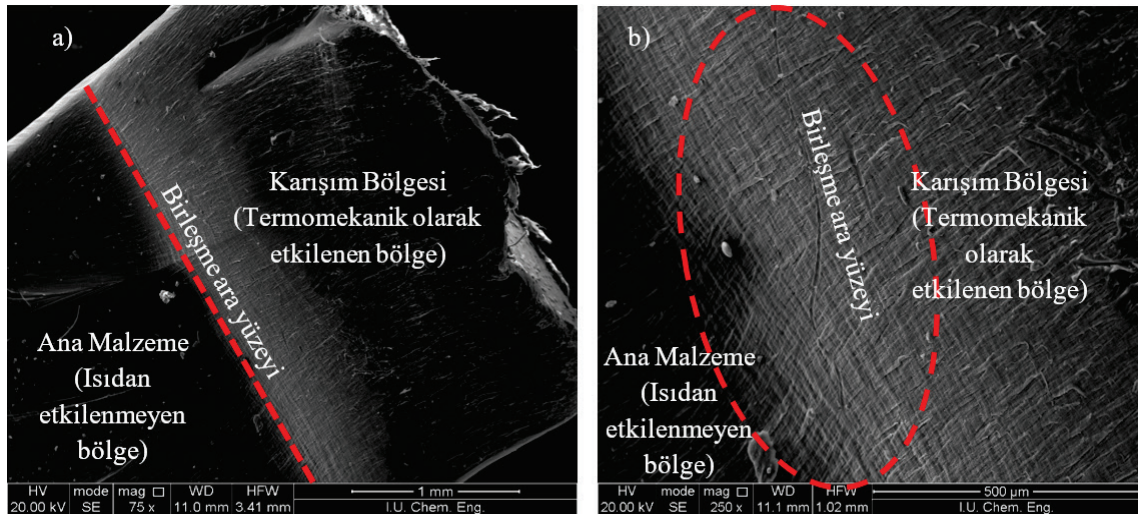 a)
Karışım Bölgesi
(Termomekanik olarak
etkilenen bölge)
Birleşme ara yüzeyi
Ana Malzeme
(Isıdan
etkilenmeyen
bölge)
HV mode mag □ WD HFW
20.00 kV SE 75 x 11.0 mm 3.41 mm
1 mm
I.U. Chem. Eng.
b)
Birleşme ara yüzeyi
Karışım Bölgesi
(Termomekanik
olarak
etkilenen bölge)
Ana Malzeme
(Isıdan
etkilenmeyen
bölge)
HV mode mag □ WD HFW
20.00 kV SE 250 x 11.1 mm 1.02 mm
500 µm
I.U. Chem. Eng.